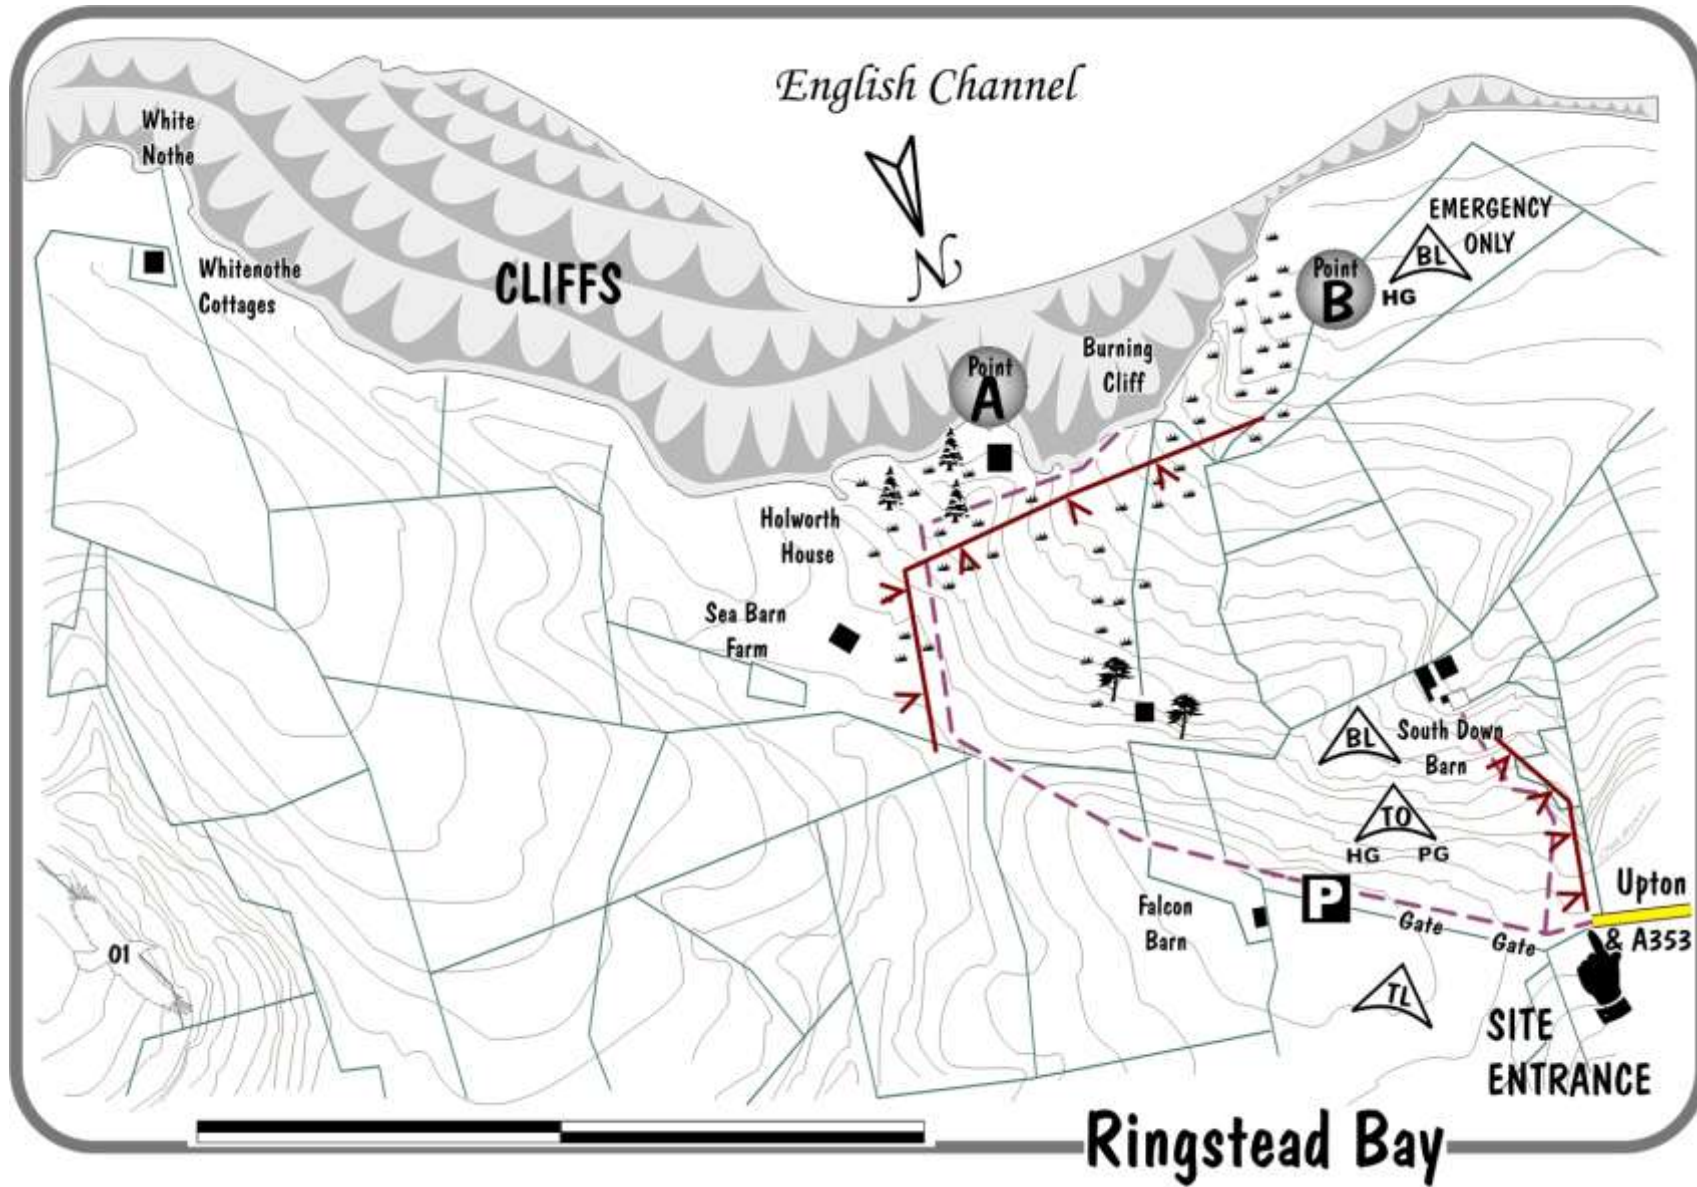 English Channel
White
Nothe
N
CLIFFS
Whitenothe
Cottages
EMERGENCY
ONLY
BL
HG
Point
B
Point
A
Burning
Cliff
Holworth
House
Sea Barn
Farm
BL
South Down
Barn
TO
HG PG
P
Gate
Gate
Falcon
Barn
Upton
& A353
01
TL
SITE
ENTRANCE
Ringstead Bay